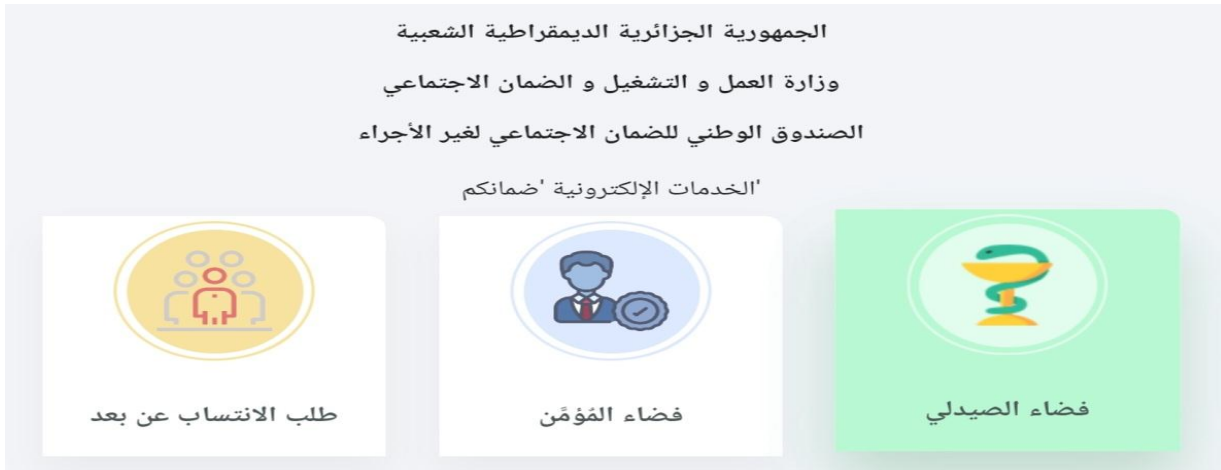 الجمهورية الجزائرية الديمقراطية الشعبية
وزارة العمل و التشغيل و الضمان الاجتماعي
الصندوق الوطني للضمان الاجتماعي لغير الأجراء
'الخدمات الإلكترونية 'ضمانكم
فضاء الصيدلي
فضاء المُؤمَّن
طلب الانتساب عن بعد